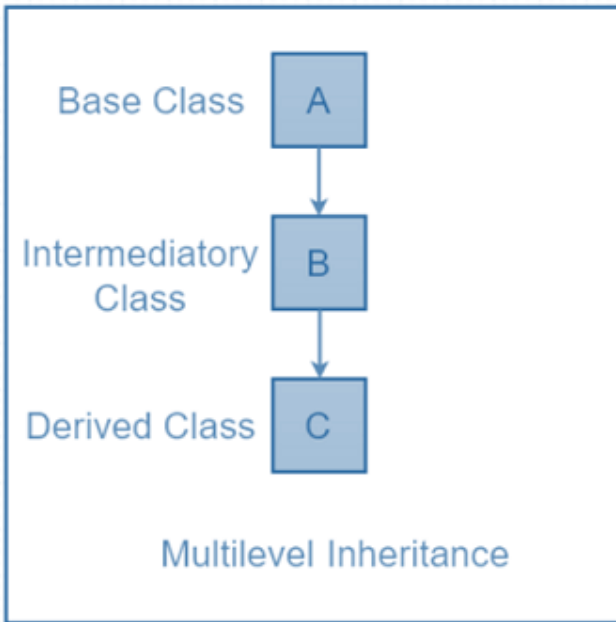 Base Class A
Intermediatory
Class
B
Derived Class C
Multilevel Inheritance